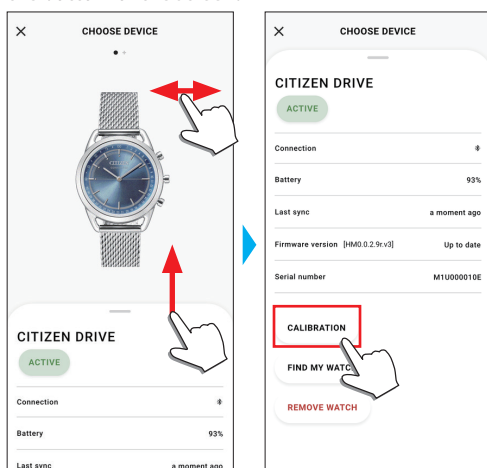 CHOOSE DEVICE
CITIZEN
CITIZEN DRIVE
ACTIVE
Connection
Battery 93%
Last sync a moment ago
CHOOSE DEVICE
CITIZEN DRIVE
ACTIVE
Connection
Battery 93%
Last sync a moment ago
Firmware version [HM0.0.2.9r.v3] Up to date
Serial number M1U000010E
CALIBRATION
FIND MY WATC
REMOVE WATCH